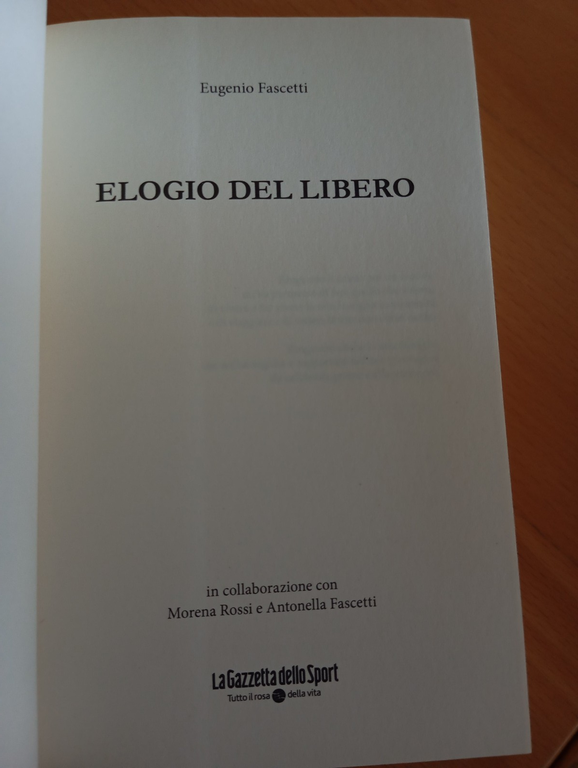 Eugenio Fascetti
ELOGIO DEL LIBERO
in collaborazione con
Morena Rossi e Antonella Fascetti
La Gazzetta dello Sport
Tutto il rosa della vita